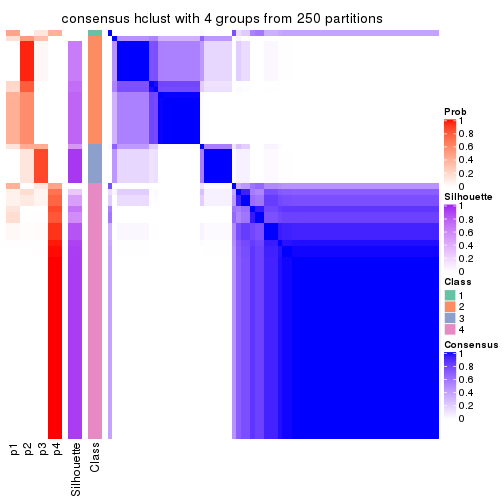 consensus hclust with 4 groups from 250 partitions
Prob
1
0.8
0.6
0.4
0.2
0
Silhouette
1
0.8
0.6
0.4
0.2
0
Class
1
2
3
4
Consensus
1
0.8
0.6
0.4
0.2
0
p1
p2
p3
p4
Silhouette
Class